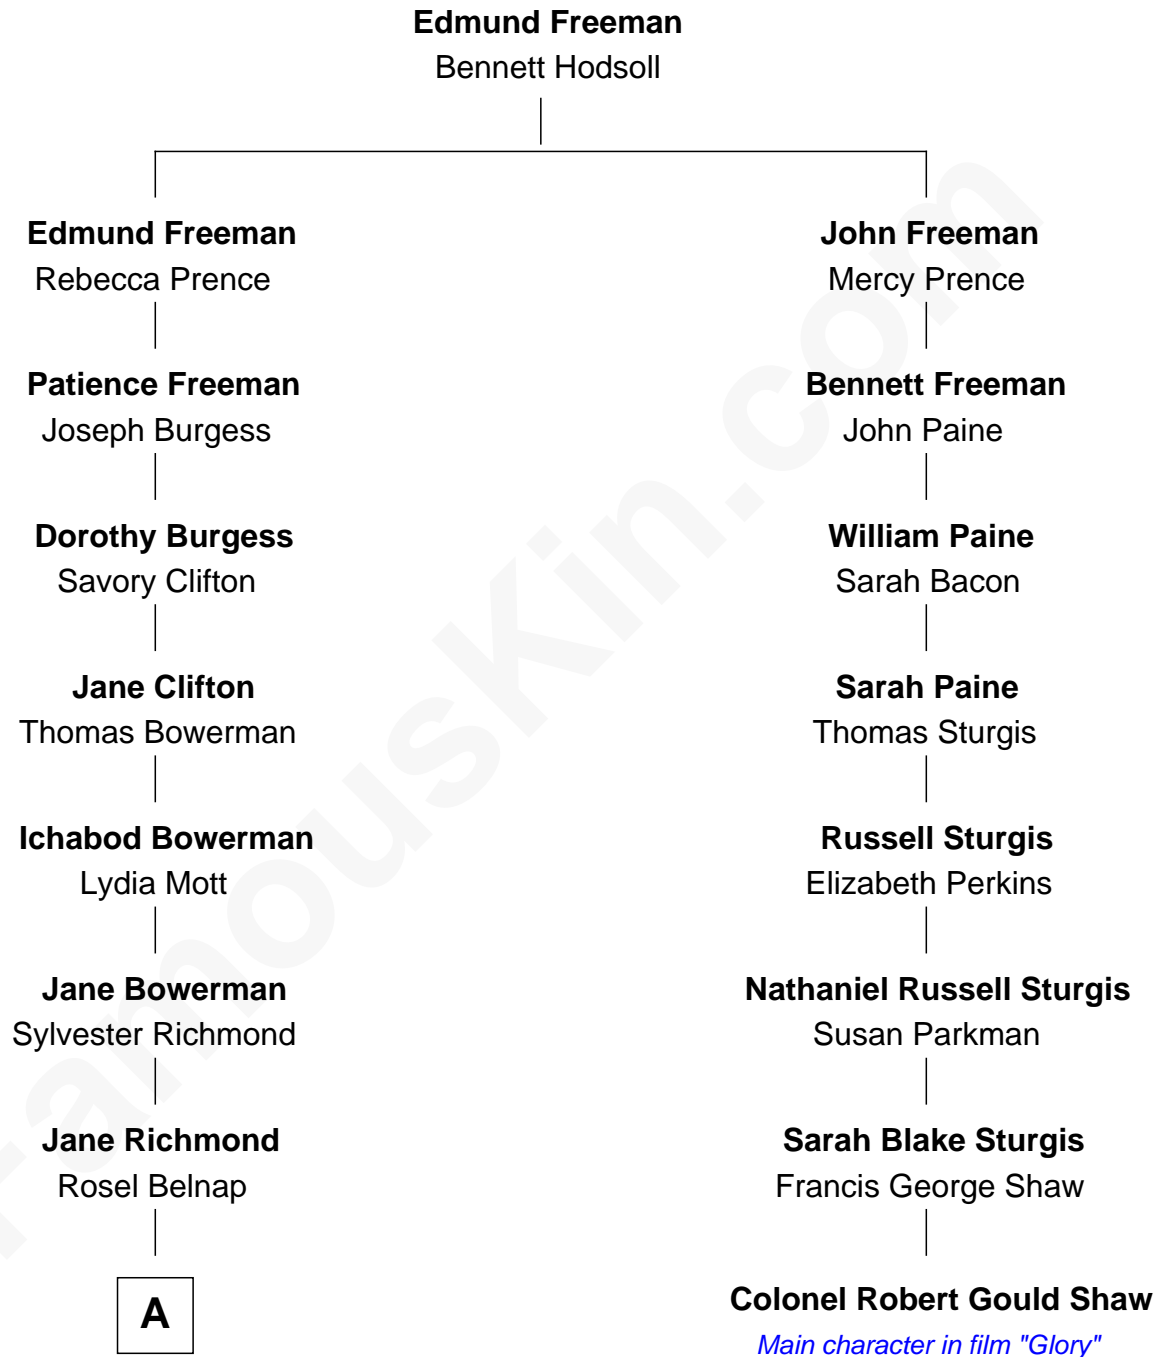 Edmund Freeman
Bennett Hodsoll
Edmund Freeman
Rebecca Prence
John Freeman
Mercy Prence
Patience Freeman
Joseph Burgess
Bennett Freeman
John Paine
Dorothy Burgess
Savory Clifton
William Paine
Sarah Bacon
Jane Clifton
Thomas Bowerman
Sarah Paine
Thomas Sturgis
Ichabod Bowerman
Lydia Mott
Russell Sturgis
Elizabeth Perkins
Jane Bowerman
Sylvester Richmond
Nathaniel Russell Sturgis
Susan Parkman
Jane Richmond
Rosel Belnap
Sarah Blake Sturgis
Francis George Shaw
A
Colonel Robert Gould Shaw
Main character in film "Glory"
FamousKin.com